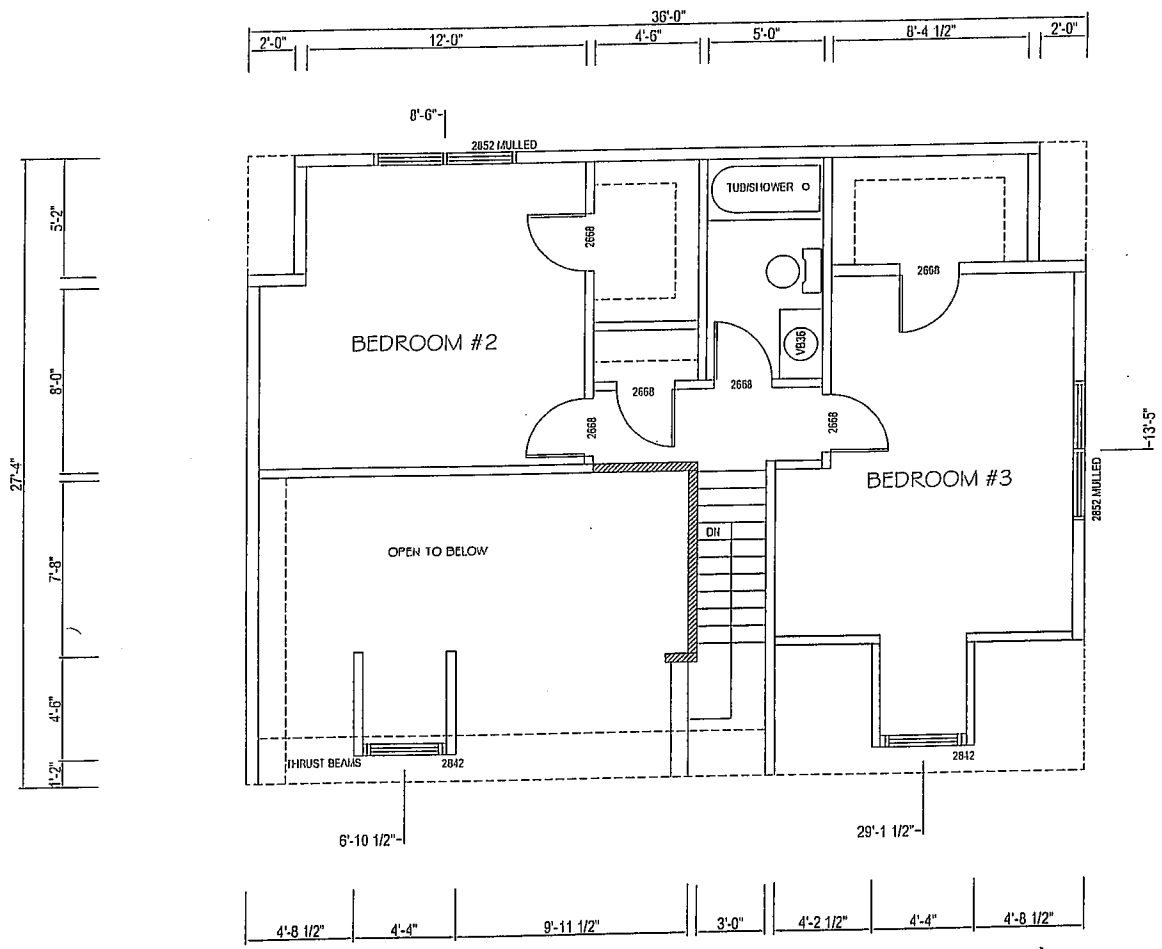 36'-0"
2'-0" 12'-0" 4'-6" 5'-0" 8'-4 1/2" 2'-0"
8'-6"
2852 MULLED
TUB/SHOWER
5'-2"
2668
2668
BEDROOM #2
VB36
8'-0"
2668
2668
2668
2668
13'-5"
27'-4"
BEDROOM #3
2852 MULLED
DN
OPEN TO BELOW
7'-8"
4'-6"
THRUST BEAMS
2842
2842
1'-2"
6'-10 1/2"
29'-1 1/2"
4'-8 1/2" 4'-4" 9'-11 1/2" 3'-0" 4'-2 1/2" 4'-4" 4'-8 1/2"